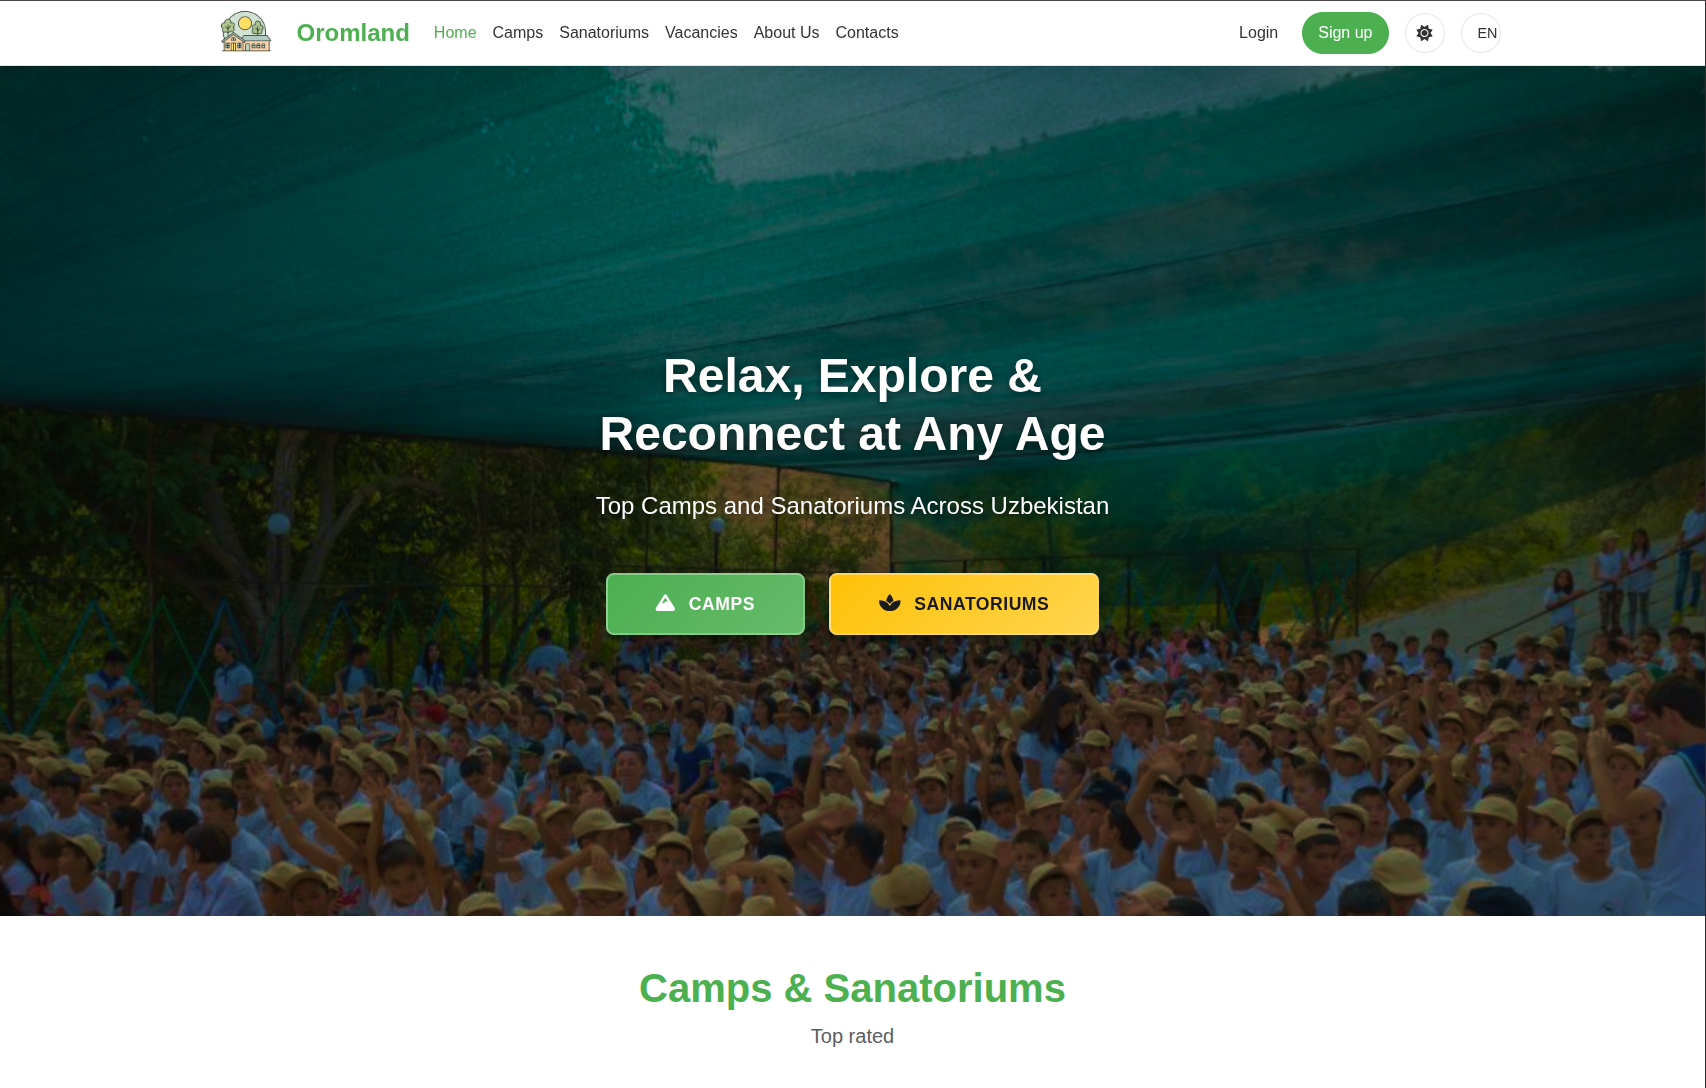 Oromland
Home
Camps
Sanatoriums
Vacancies
About Us
Contacts
Login
Sign up
EN
Relax, Explore &
Reconnect at Any Age
Top Camps and Sanatoriums Across Uzbekistan
CAMPS
SANATORIUMS
Camps & Sanatoriums
Top rated